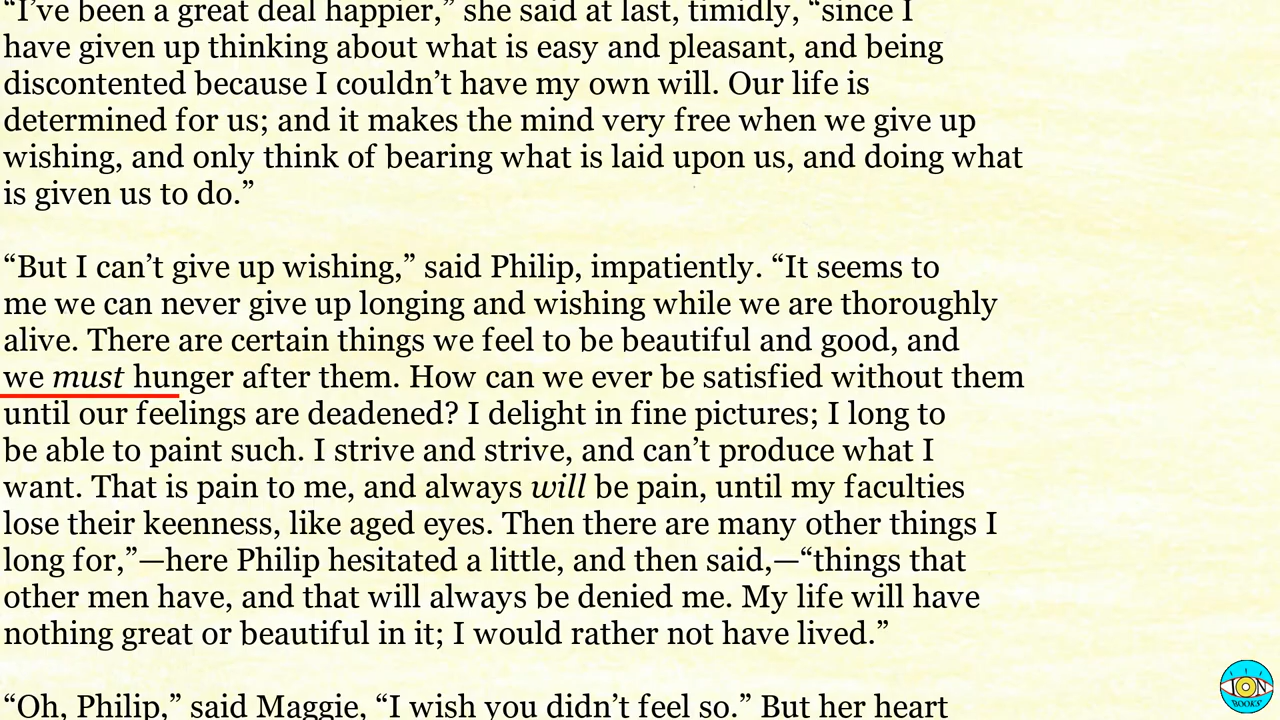 “I’ve been a great deal happier,” she said at last, timidly, “since I
have given up thinking about what is easy and pleasant, and being
discontented because I couldn’t have my own will. Our life is
determined for us; and it makes the mind very free when we give up
wishing, and only think of bearing what is laid upon us, and doing what
is given us to do.”
“But I can’t give up wishing,” said Philip, impatiently. “It seems to
me we can never give up longing and wishing while we are thoroughly
alive. There are certain things we feel to be beautiful and good, and
we must hunger after them. How can we ever be satisfied without them
until our feelings are deadened? I delight in fine pictures; I long to
be able to paint such. I strive and strive, and can’t produce what I
want. That is pain to me, and always will be pain, until my faculties
lose their keenness, like aged eyes. Then there are many other things I
long for,”—here Philip hesitated a little, and then said,—“things that
other men have, and that will always be denied me. My life will have
nothing great or beautiful in it; I would rather not have lived.”
“Oh, Philip,” said Maggie, “I wish you didn’t feel so.” But her heart
ION
BOOKS